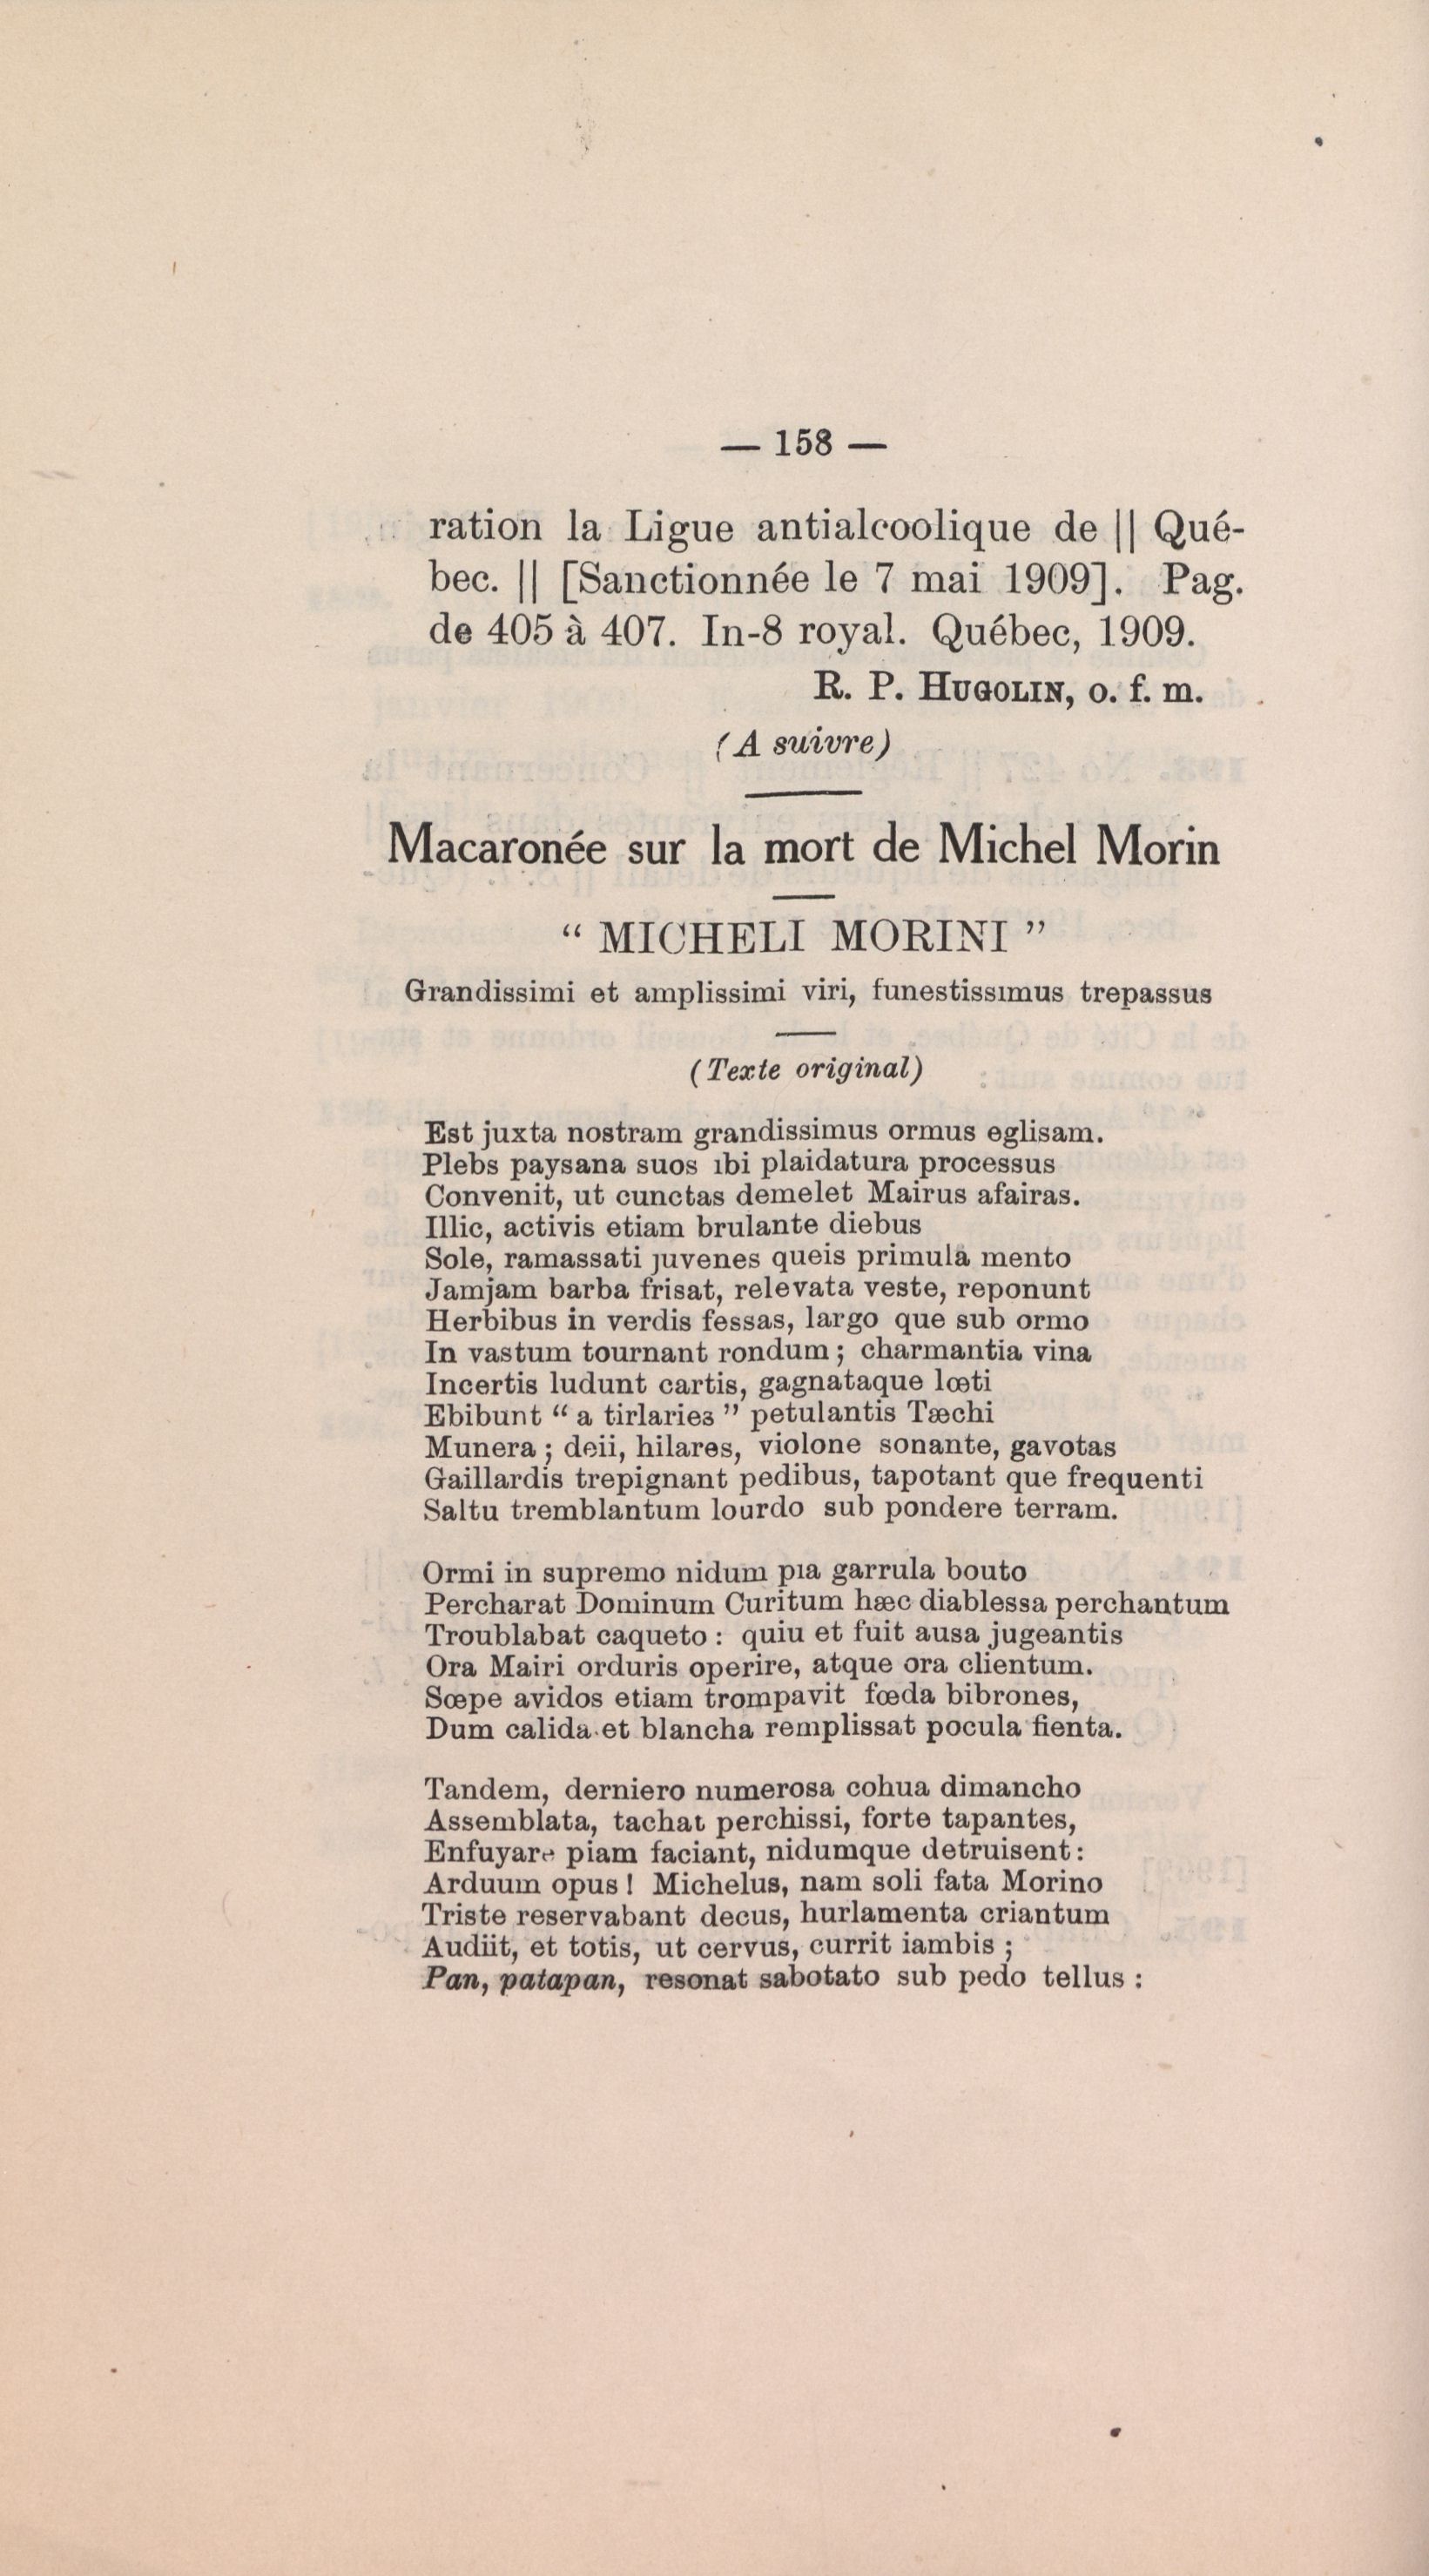 — 158 —
ration la Ligue antialcoolique de || Qué-
bec. || [Sanctionnée le 7 mai 1909]. Pag.
de 405 à 407. In-8 royal. Québec, 1909.
R. P. HUGOLIN, o. f. m.
(A suivre)
Macaronée sur la mort de Michel Morin
“ MICHELI MORINI ”
Grandissimi et amplissimi viri, funestissimus trepassus
(Texte original)
Est juxta nostram grandissimus ormus eglisam.
Plebs paysana suos ibi plaidatura processus
Convenit, ut cunctas demelet Mairus afairas.
Illic, activis etiam brulante diebus
Sole, ramassati juvenes queis primula mento
Jamjam barba frisat, relevata veste, reponunt
Herbibus in verdis fessas, largo que sub ormo
In vastum tournant rondum ; charmantia vina
Incertis ludunt cartis, gagnataque lœti
Ebibunt “ a tirlaries ” petulantis Tæchi
Munera ; deii, hilares, violone sonante, gavotas
Gaillardis trepignant pedibus, tapotant que frequenti
Saltu tremblantum lourdo sub pondere terram.
Ormi in supremo nidum pia garrula bouto
Percharat Dominum Curitum hæc diablessa perchantum
Troublabat caqueto : quiu et fuit ausa jugeantis
Ora Mairi orduris operire, atque ora clientum.
Sœpe avidos etiam trompavit fœda bibrones,
Dum calida et blancha remplissat pocula fienta.
Tandem, derniero numerosa cohua dimancho
Assemblata, tachat perchissi, forte tapantes,
Enfuyare piam faciant, nidumque detruisent :
Arduum opus ! Michelus, nam soli fata Morino
Triste reservabant decus, hurlamenta criantum
Audiit, et totis, ut cervus, currit iambis ;
Pan, patapan, resonat sabotato sub pedo tellus :